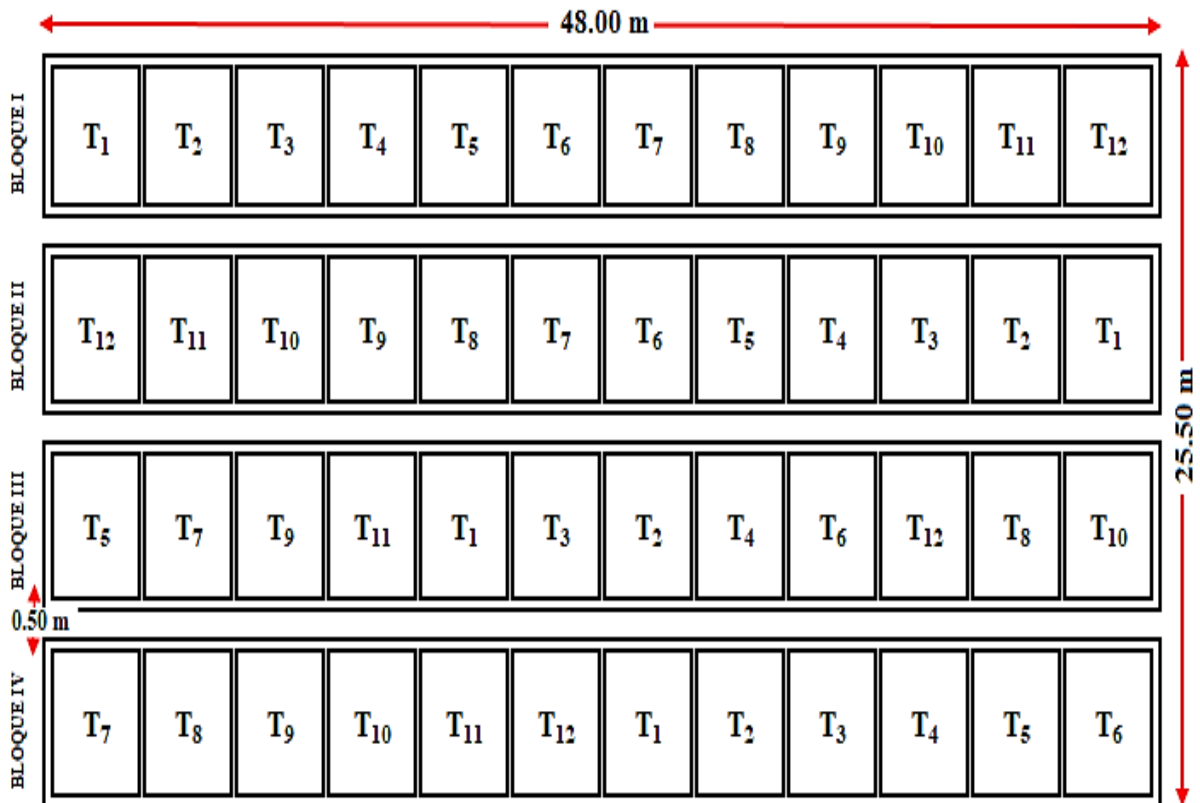 48.00 m
BLOQUE I
T1 T2 T3 T4 T5 T6 T7 T8 T9 T10 T11 T12
BLOQUE II
T12 T11 T10 T9 T8 T7 T6 T5 T4 T3 T2 T1
25.50 m
BLOQUE III
T5 T7 T9 T11 T1 T3 T2 T4 T6 T12 T8 T10
0.50 m
BLOQUE IV
T7 T8 T9 T10 T11 T12 T1 T2 T3 T4 T5 T6